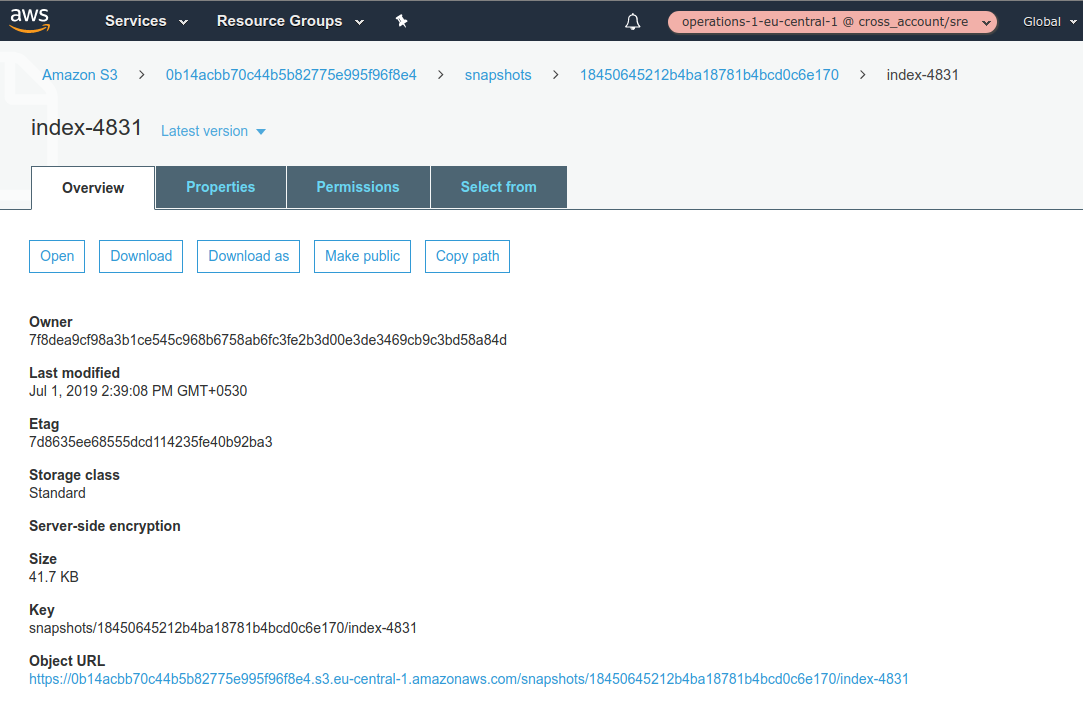 aws Services Resource Groups operations-1-eu-central-1 @ cross_account/sre Global
Amazon S3 > 0b14acbb70c44b5b82775e995f96f8e4 > snapshots > 18450645212b4ba18781b4bcd0c6e170 > index-4831
index-4831 Latest version
Overview Properties Permissions Select from
Open Download Download as Make public Copy path
Owner
7f8dea9cf98a3b1ce545c968b6758ab6fc3fe2b3d00e3de3469cb9c3bd58a84d
Last modified
Jul 1, 2019 2:39:08 PM GMT+0530
Etag
7d8635ee68555dcd114235fe40b92ba3
Storage class
Standard
Server-side encryption
Size
41.7 KB
Key
snapshots/18450645212b4ba18781b4bcd0c6e170/index-4831
Object URL
https://0b14acbb70c44b5b82775e995f96f8e4.s3.eu-central-1.amazonaws.com/snapshots/18450645212b4ba18781b4bcd0c6e170/index-4831